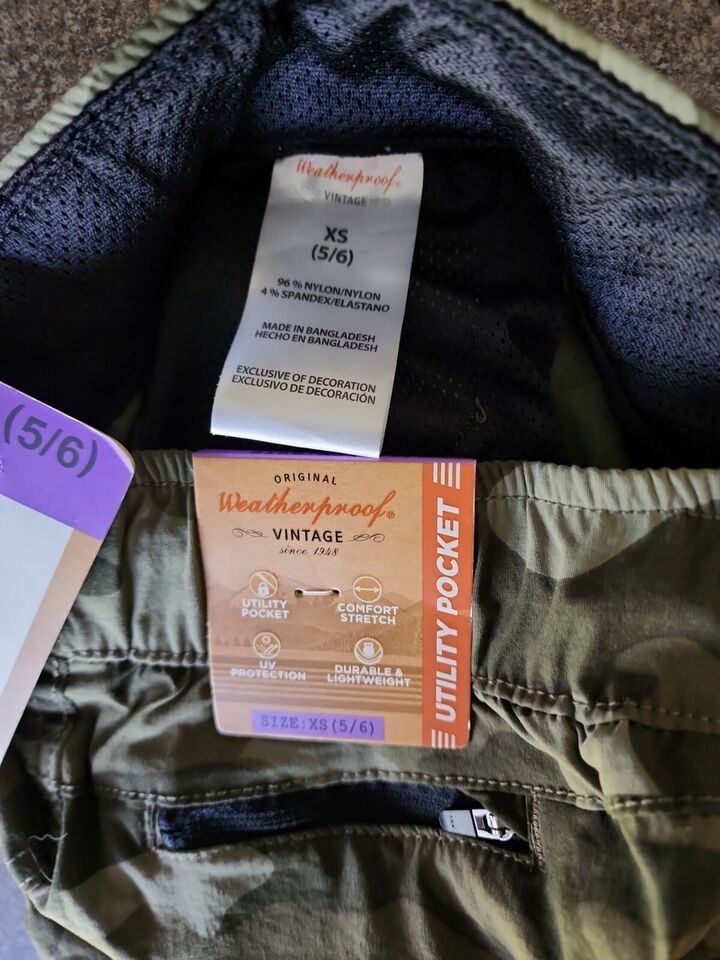 Weatherproof®
VINTAGE
XS
(5/6)
96 % NYLON/NYLON
4 % SPANDEX/ELASTANO
MADE IN BANGLADESH
HECHO EN BANGLADESH
EXCLUSIVE OF DECORATION
EXCLUSIVO DE DECORACIÓN
(5/6)
ORIGINAL
Weatherproof®
VINTAGE
since 1948
UTILITY
POCKET
COMFORT
STRETCH
UV
PROTECTION
DURABLE &
LIGHTWEIGHT
SIZE:XS(5/6)
UTILITY POCKET